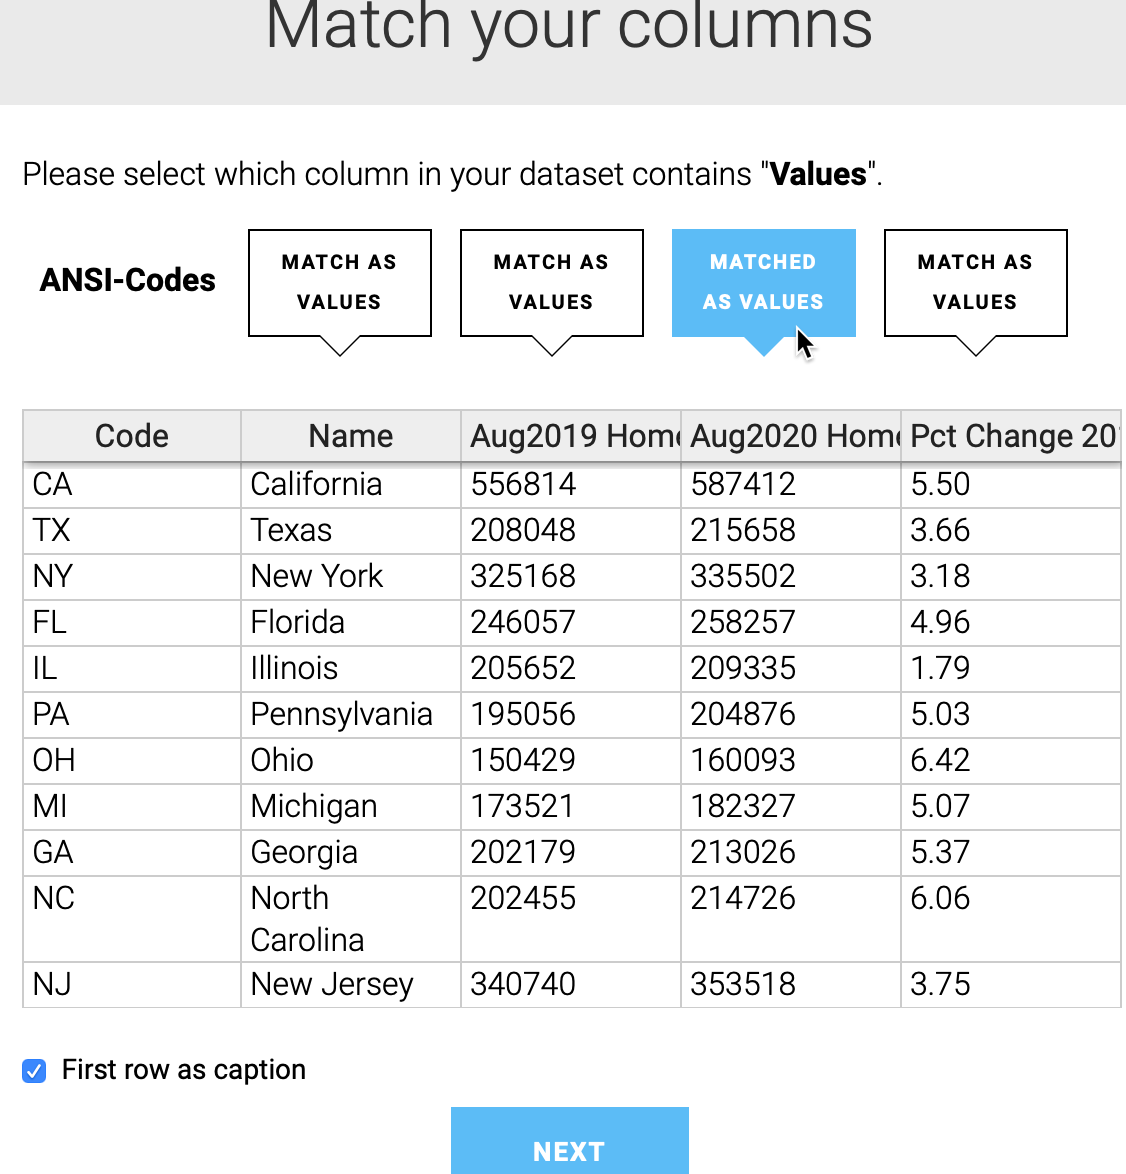 Match your columns
Please select which column in your dataset contains "Values".
ANSI-Codes
MATCH AS
VALUES
MATCH AS
VALUES
MATCHED
AS VALUES
MATCH AS
VALUES
Code Name Aug2019 Home Aug2020 Home Pct Change 20
CA California 556814 587412 5.50
TX Texas 208048 215658 3.66
NY New York 325168 335502 3.18
FL Florida 246057 258257 4.96
IL Illinois 205652 209335 1.79
PA Pennsylvania 195056 204876 5.03
OH Ohio 150429 160093 6.42
MI Michigan 173521 182327 5.07
GA Georgia 202179 213026 5.37
NC North 202455 214726 6.06
Carolina
NJ New Jersey 340740 353518 3.75
First row as caption
NEXT